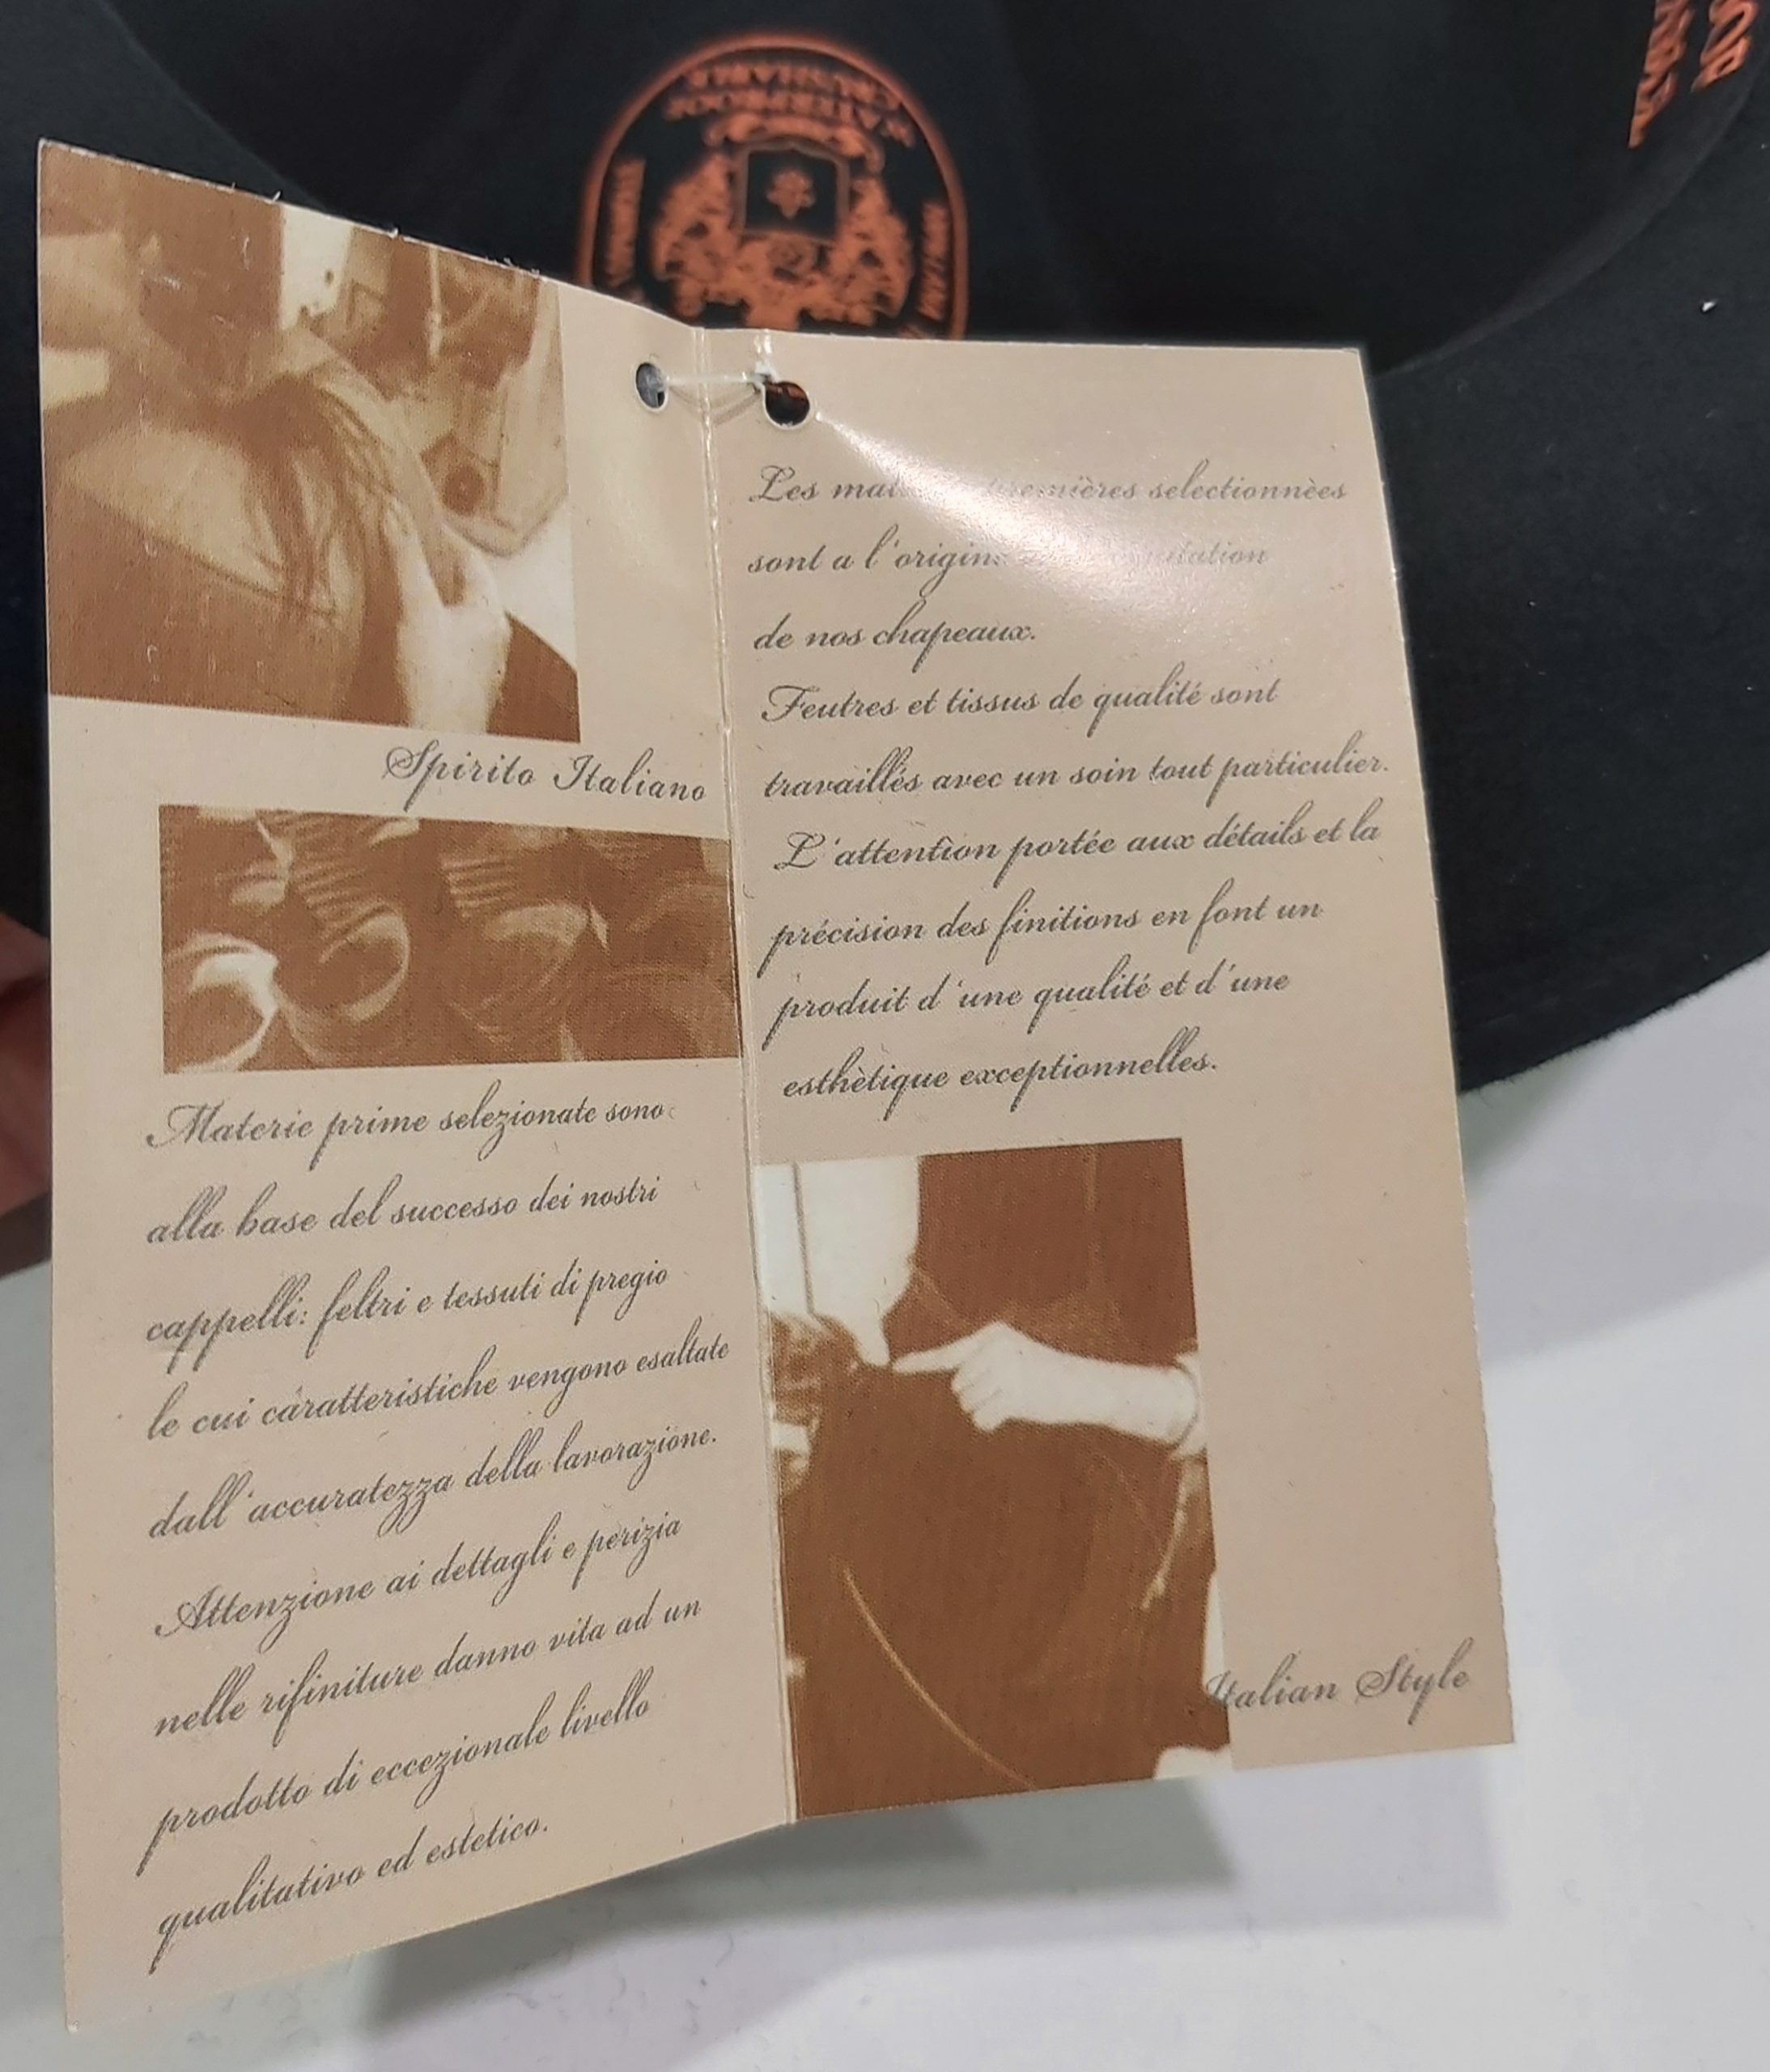 WATERPROOF
CRUSHABLE
Spirito Italiano
Materie prime selezionate sono
alla base del successo dei nostri
cappelli: feltri e tessuti di pregio
le cui caratteristiche vengono esaltate
dall'accuratezza della lavorazione.
Attenzione ai dettagli e perizia
nelle rifiniture danno vita ad un
prodotto di eccezionale livello
qualitativo ed estetico.
Les premières selectionnèes
sont a l'origine
de nos chapeaux.
Feutres et tissus de qualité sont
travaillés avec un soin tout particulier.
L'attention portée aux détails et la
précision des finitions en font un
produit d'une qualité et d'une
esthètique exceptionnelles.
Italian Style